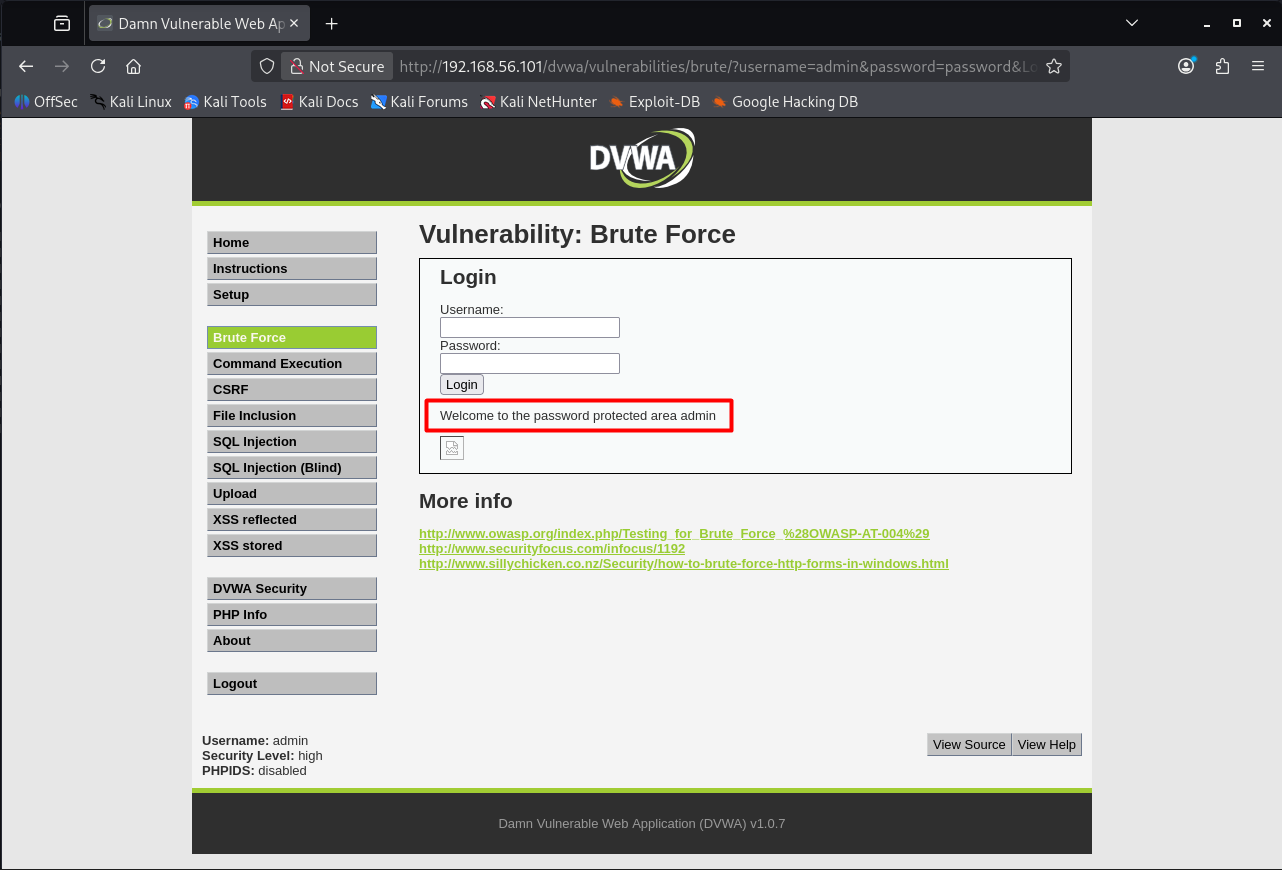 Damn Vulnerable Web Ap
Not Secure
http://192.168.56.101/dvwa/vulnerabilities/brute/?username=admin&password=password&Lo
OffSec
Kali Linux
Kali Tools
Kali Docs
Kali Forums
Kali NetHunter
Exploit-DB
Google Hacking DB
DVWA
Home
Instructions
Setup
Brute Force
Command Execution
CSRF
File Inclusion
SQL Injection
SQL Injection (Blind)
Upload
XSS reflected
XSS stored
DVWA Security
PHP Info
About
Logout
Vulnerability: Brute Force
Login
Username:
Password:
Login
Welcome to the password protected area admin
More info
http://www.owasp.org/index.php/Testing_for_Brute_Force_%28OWASP-AT-004%29
http://www.securityfocus.com/infocus/1192
http://www.sillychicken.co.nz/Security/how-to-brute-force-http-forms-in-windows.html
Username: admin
Security Level: high
PHPIDS: disabled
View Source
View Help
Damn Vulnerable Web Application (DVWA) v1.0.7